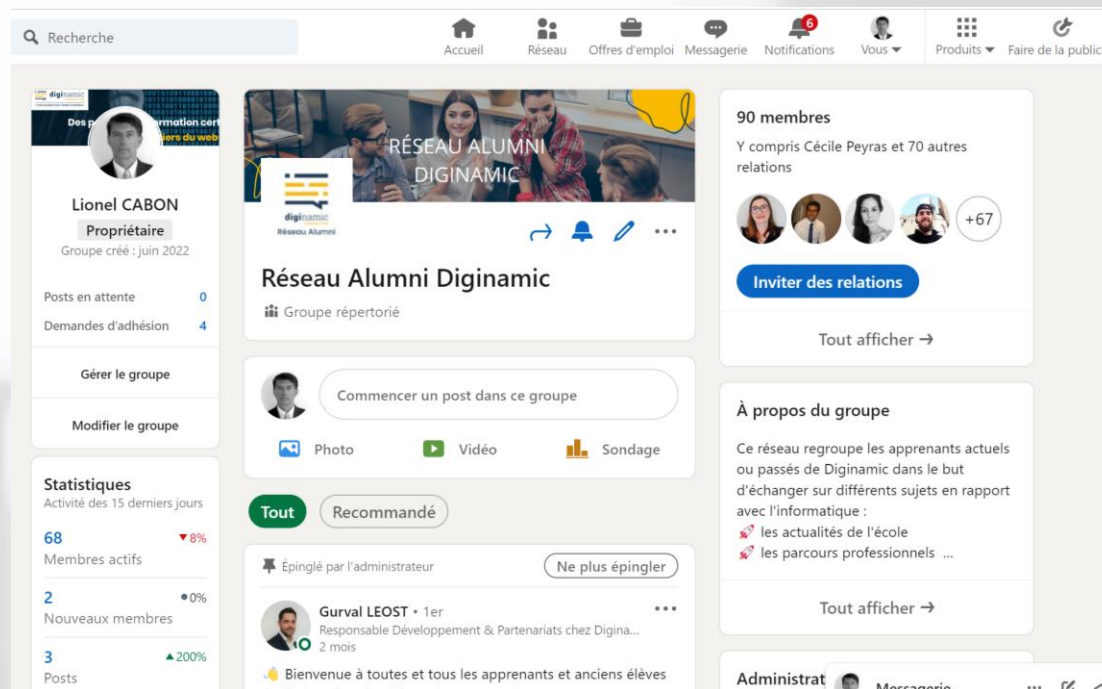 Recherche
Accueil
Réseau
Offres d'emploi
Messagerie
6
Notifications
Vous
Produits
Faire de la public
diginamic
Lionel CABON
Propriétaire
Groupe créé : juin 2022
Posts en attente 0
Demandes d'adhésion 4
Gérer le groupe
Modifier le groupe
Statistiques
Activité des 15 derniers jours
68 8%
Membres actifs
2 0%
Nouveaux membres
3 200%
Posts
RÉSEAU ALUMNI
DIGINAMIC
diginamic
Réseau Alumni
Réseau Alumni Diginamic
Groupe répertorié
Commencer un post dans ce groupe
Photo
Vidéo
Sondage
Tout
Recommandé
Épinglé par l'administrateur
Ne plus épingler
Gurval LEOST • 1er
Responsable Développement & Partenariats chez Digina...
2 mois
Bienvenue à toutes et tous les apprenants et anciens élèves
90 membres
Y compris Cécile Peyras et 70 autres
relations
+67
Inviter des relations
Tout afficher →
À propos du groupe
Ce réseau regroupe les apprenants actuels
ou passés de Diginamic dans le but
d'échanger sur différents sujets en rapport
avec l'informatique :
🚀 les actualités de l'école
🚀 les parcours professionnels ...
Tout afficher →
Administrat
Messagerie